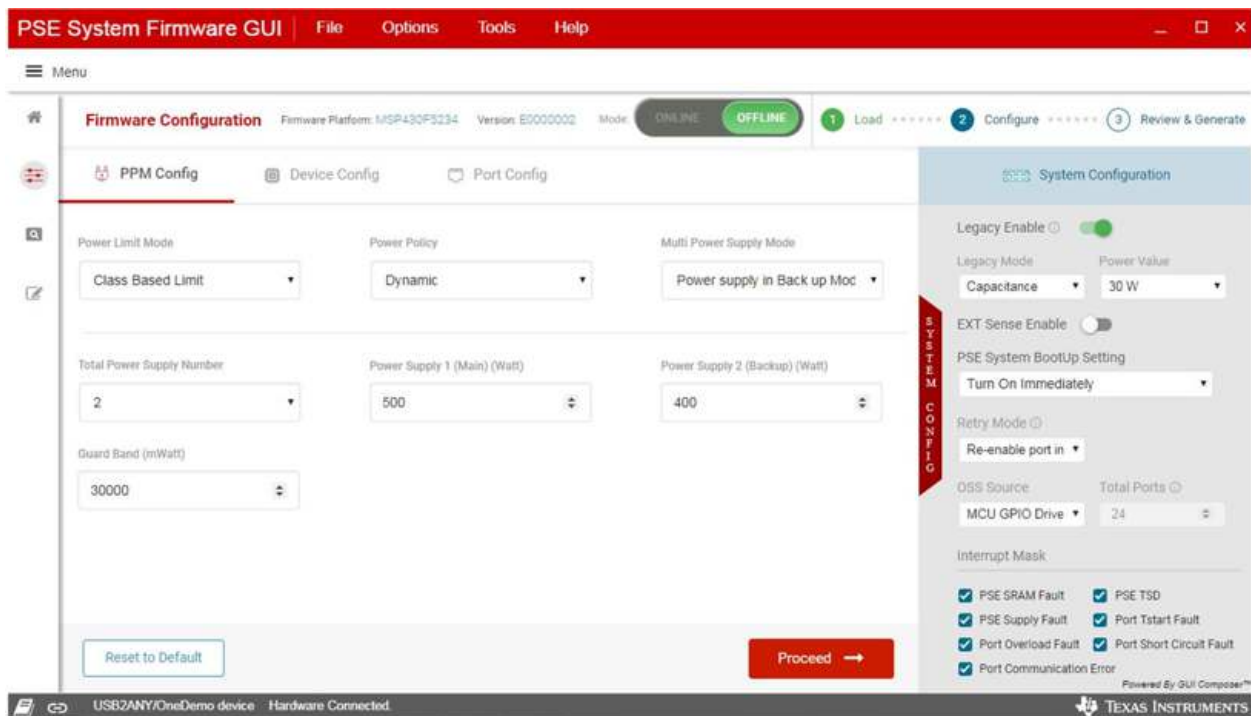 PSE System Firmware GUI File Options Tools Help
Menu
Firmware Configuration Firmware Platform: MSP430F5234 Version: E0000002 Mode: ONLINE OFFLINE 1 Load 2 Configure 3 Review & Generate
PPM Config Device Config Port Config
System Configuration
Power Limit Mode Power Policy Multi Power Supply Mode
Class Based Limit Dynamic Power supply in Back up Moc
Total Power Supply Number Power Supply 1 (Main) (Watt) Power Supply 2 (Backup) (Watt)
2 500 400
Guard Band (mWatt)
30000
Reset to Default Proceed
SYSTEM CONFIG
Legacy Enable
Legacy Mode Power Value
Capacitance 30 W
EXT Sense Enable
PSE System BootUp Setting
Turn On Immediately
Retry Mode
Re-enable port in
OSS Source Total Ports
MCU GPIO Drive 24
Interrupt Mask
PSE SRAM Fault PSE TSD
PSE Supply Fault Port Tstart Fault
Port Overload Fault Port Short Circuit Fault
Port Communication Error
Powered By GUI Composer™
USB2ANY/OneDemo device Hardware Connected.
TEXAS INSTRUMENTS